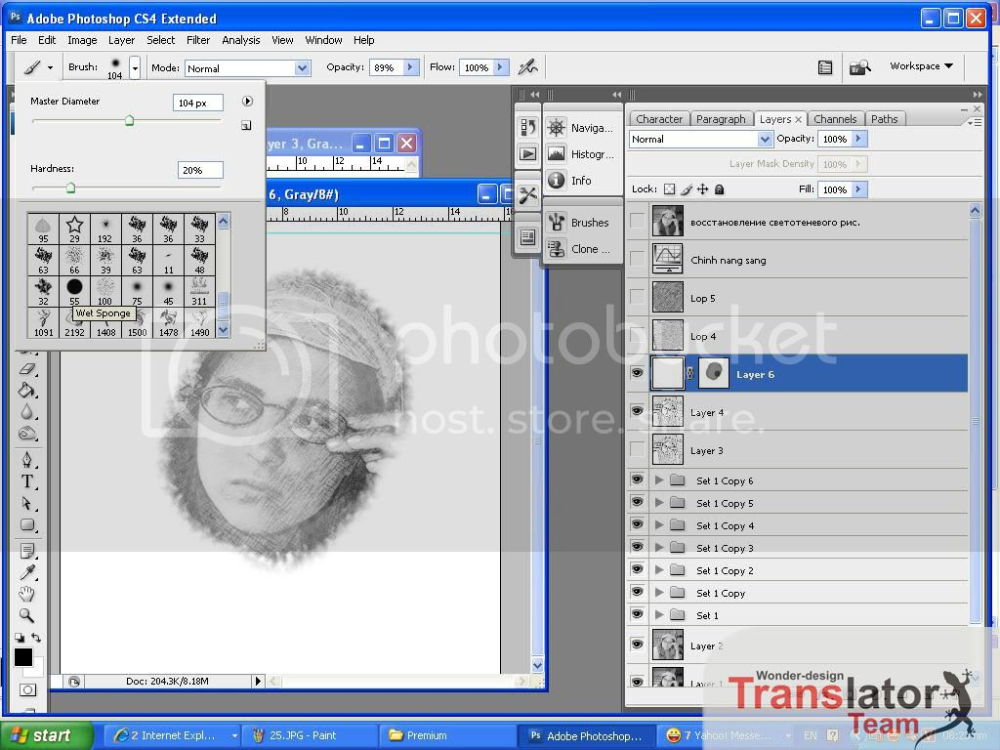 Adobe Photoshop CS4 Extended
File Edit Image Layer Select Filter Analysis View Window Help
Brush: 104 Mode: Normal Opacity: 89% Flow: 100% Workspace
Master Diameter 104 px
Hardness: 20%
95 29 192 36 36 33
63 66 39 63 11 48
32 55 100 75 45 311
Wet Sponge
1091 2192 1408 1500 1478 1490
yer 3, Gra...
10 12 14
6, Gray/8#)
8 10 12 14
Naviga...
Histogr...
Info
Brushes
Clone ...
Character Paragraph Layers Channels Paths
Normal Opacity: 100%
Layer Mask Density 100%
Lock: Fill: 100%
восстановление светотеневого рис.
Chinh nang sang
Lop 5
Lop 4
Layer 6
Layer 4
Layer 3
Set 1 Copy 6
Set 1 Copy 5
Set 1 Copy 4
Set 1 Copy 3
Set 1 Copy 2
Set 1 Copy
Set 1
Layer 2
Layer 1
photobucket
host. store. share.
Doc: 204.3K/8.18M
Wonder-design
Translator
Team
start 2 Internet Expl... 25.JPG - Paint Premium Adobe Photoshop... 7 Yahoo! Messe... EN